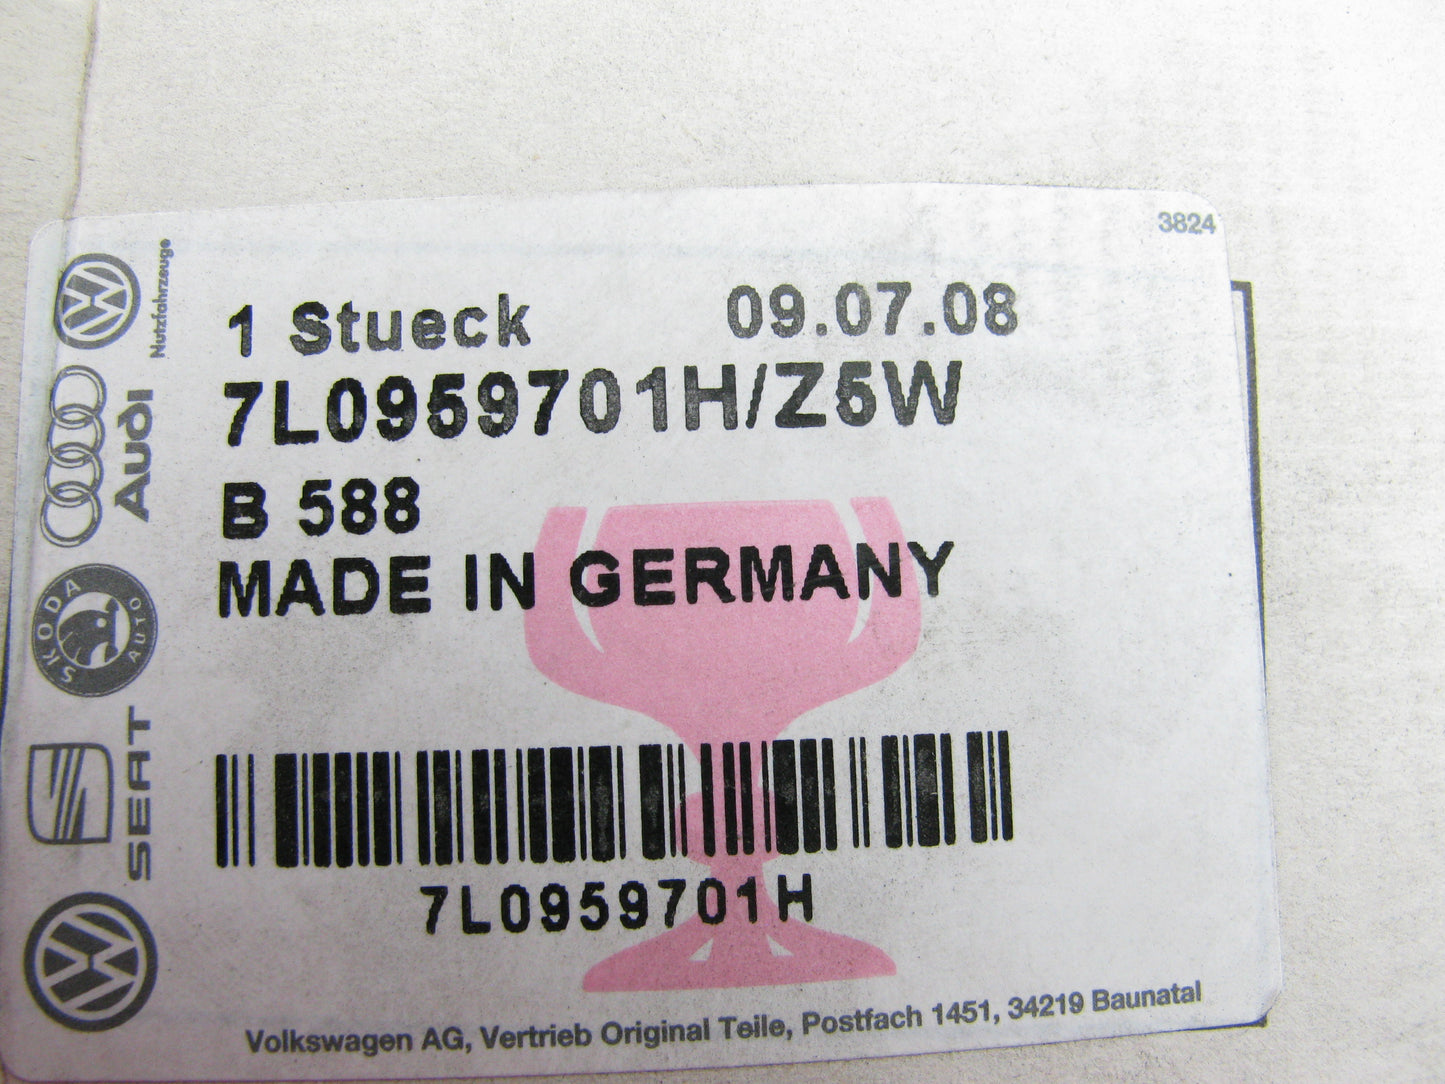 3824
1 Stueck 09.07.08
7L0959701H/Z5W
B 588
MADE IN GERMANY
7L0959701H
Volkswagen AG, Vertrieb Original Teile, Postfach 1451, 34219 Baunatal
Nutzfahrzeuge
Audi
SKODA AUTO
SEAT